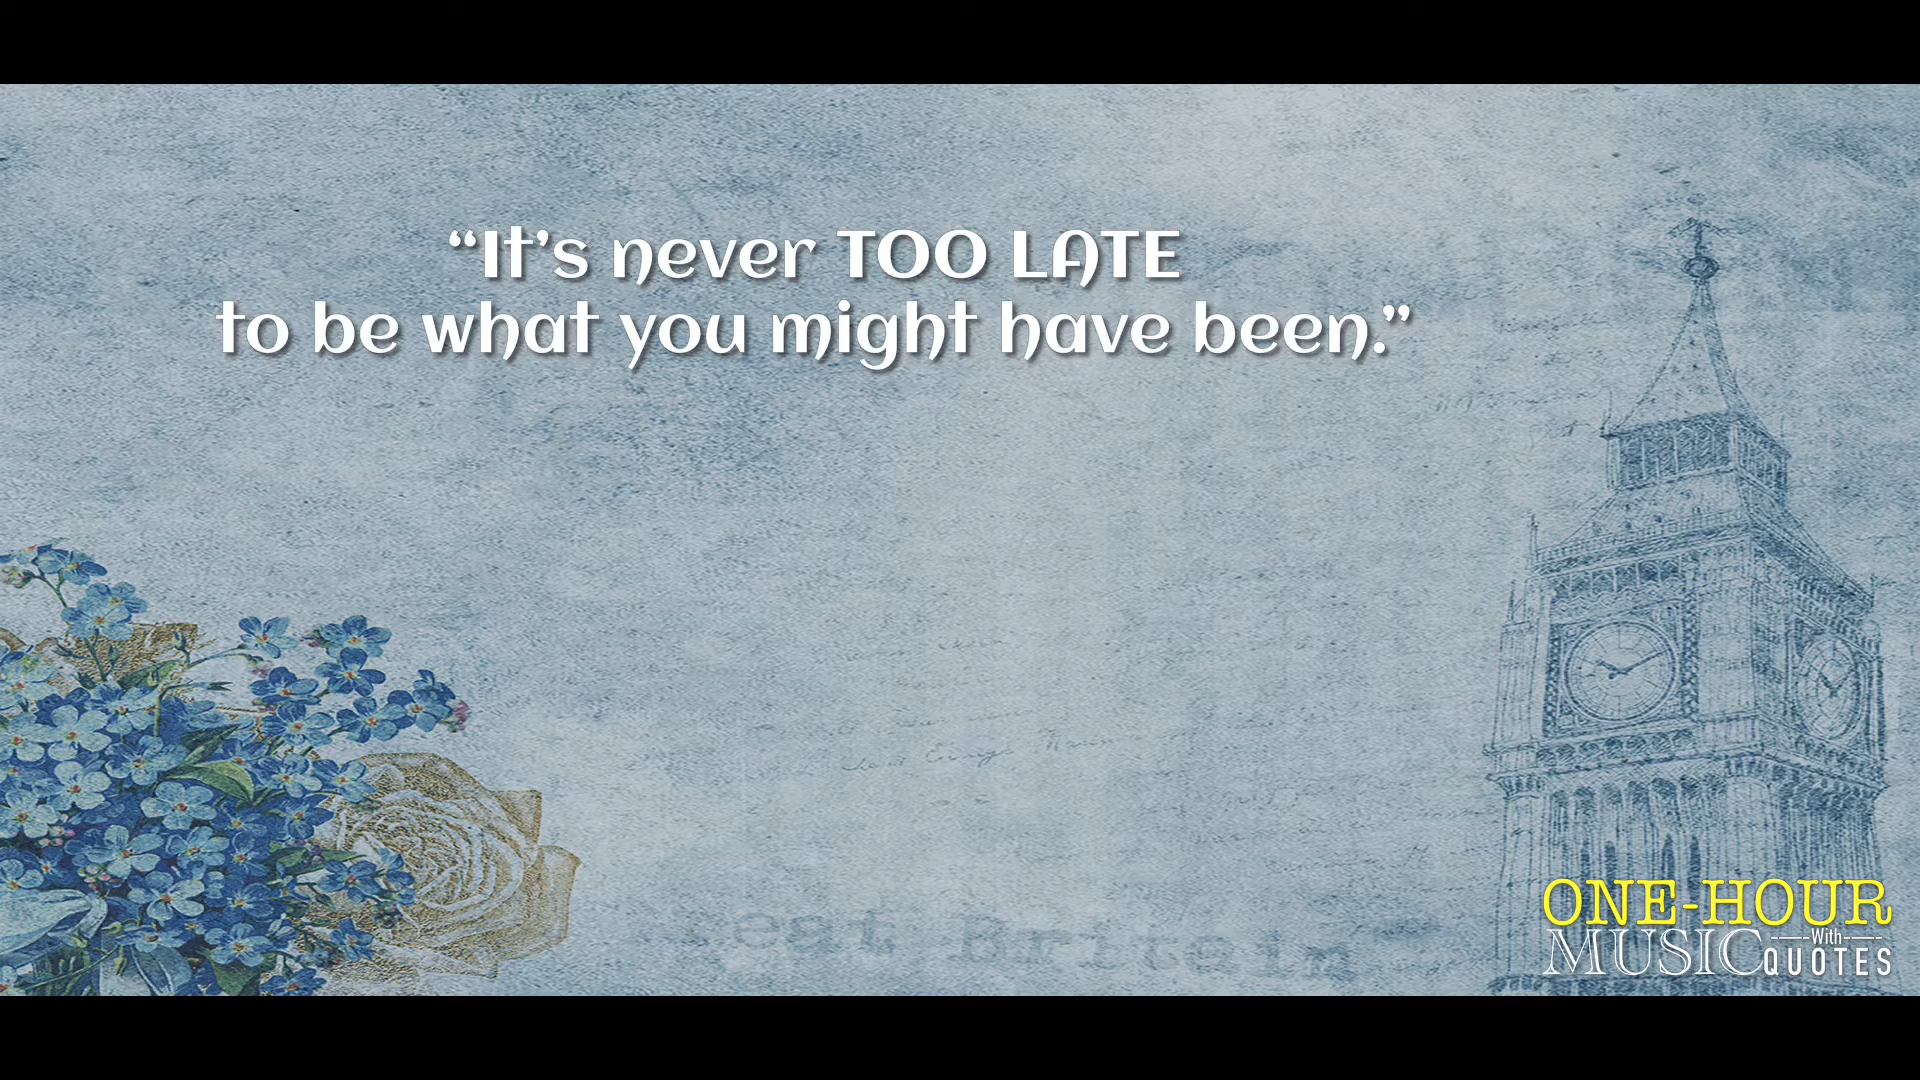 “It’s never TOO LATE
to be what you might have been.”
ONE-HOUR
MUSIC With QUOTES